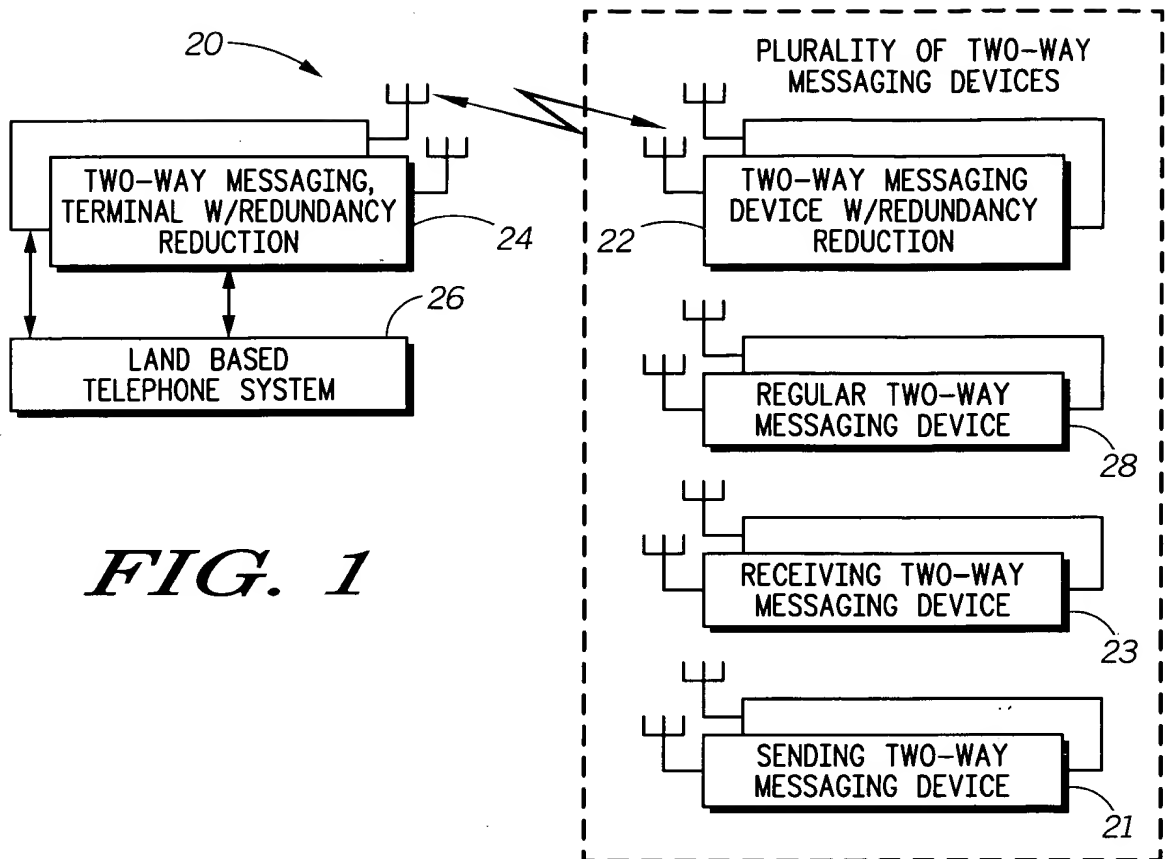 20
PLURALITY OF TWO-WAY
MESSAGING DEVICES
TWO-WAY MESSAGING,
TERMINAL W/REDUNDANCY
REDUCTION
24
TWO-WAY MESSAGING
DEVICE W/REDUNDANCY
REDUCTION
22
26
LAND BASED
TELEPHONE SYSTEM
REGULAR TWO-WAY
MESSAGING DEVICE
28
FIG. 1
RECEIVING TWO-WAY
MESSAGING DEVICE
23
SENDING TWO-WAY
MESSAGING DEVICE
21